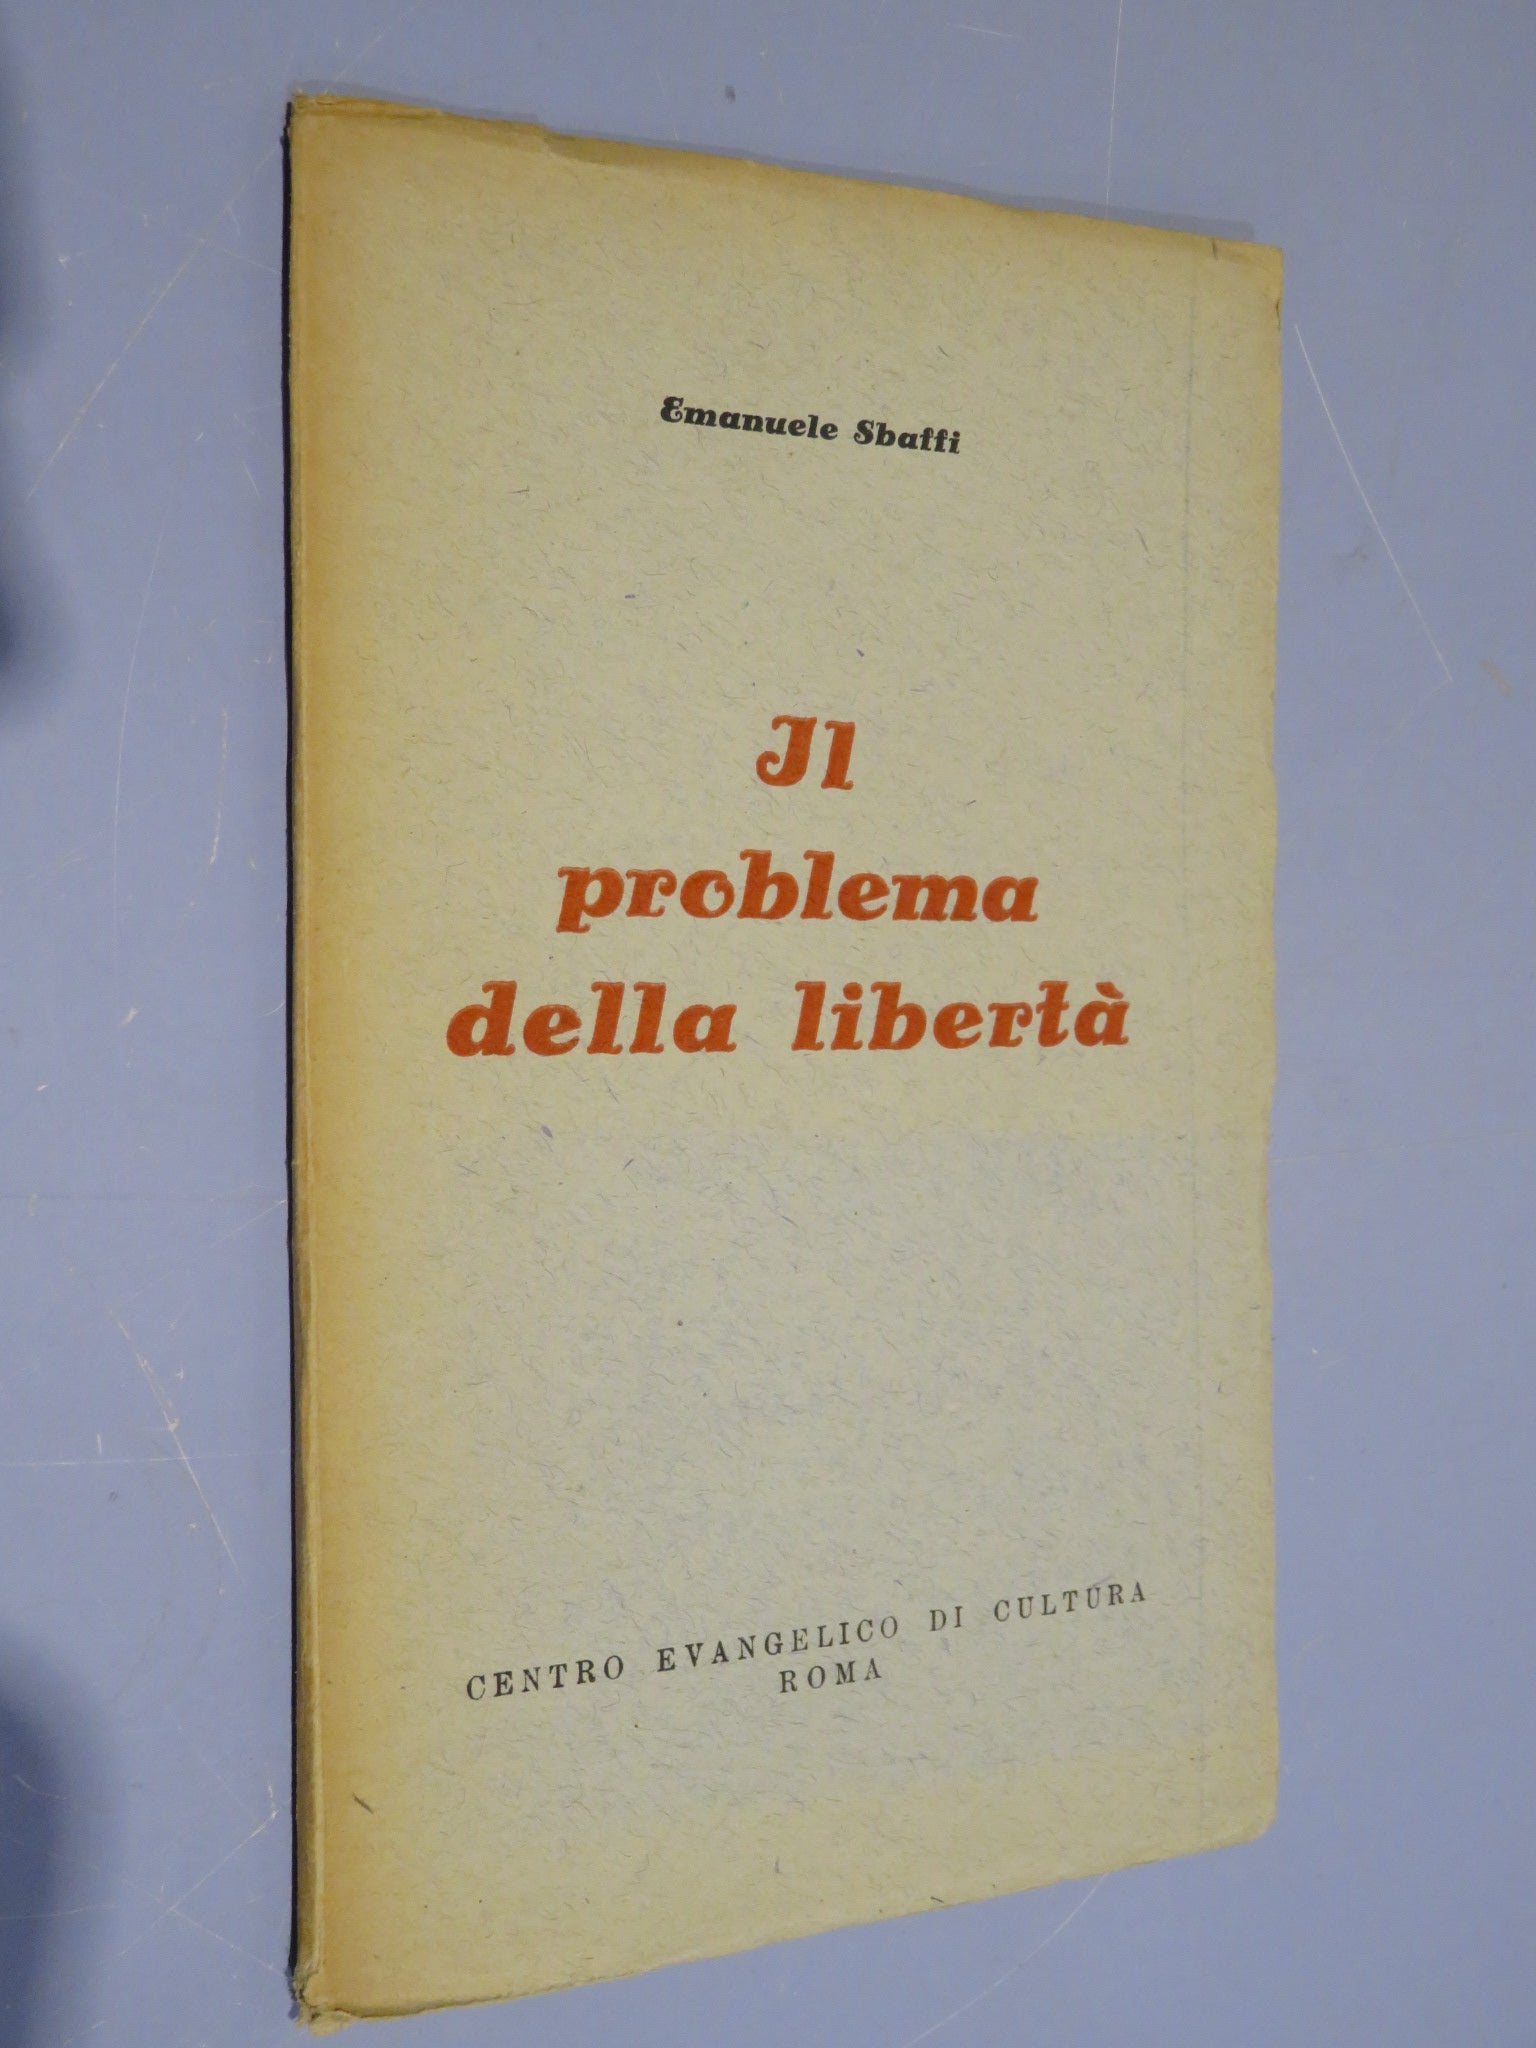 Emanuele Sbaffi
Il
problema
della libertà
CENTRO EVANGELICO DI CULTURA
ROMA